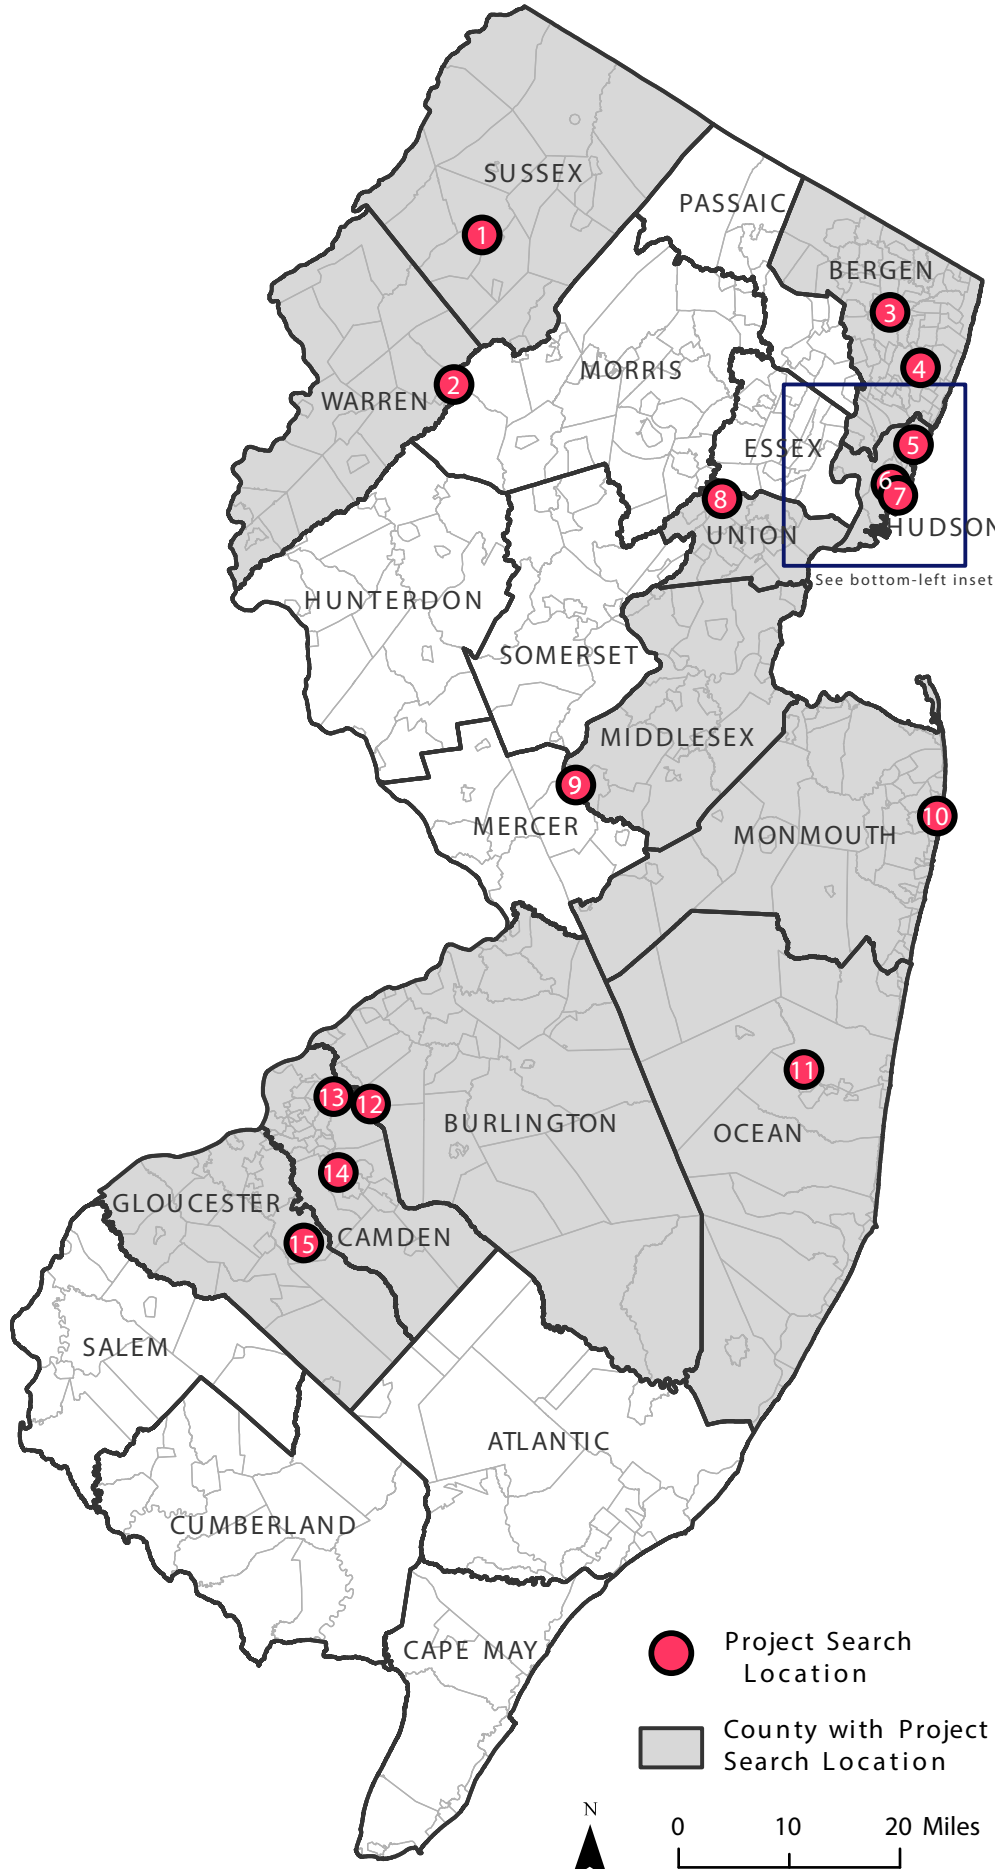 SUSSEX
PASSAIC
1
BERGEN
3
4
MORRIS
2
WARREN
ESSEX
5
6
7
8
HUDSON
UNION
See bottom-left inset
HUNTERDON
SOMERSET
MIDDLESEX
9
10
MERCER
MONMOUTH
11
13
12
BURLINGTON
OCEAN
14
GLOUCESTER
CAMDEN
15
SALEM
ATLANTIC
CUMBERLAND
CAPE MAY
Project Search
Location
County with Project
Search Location
N
0 10 20 Miles